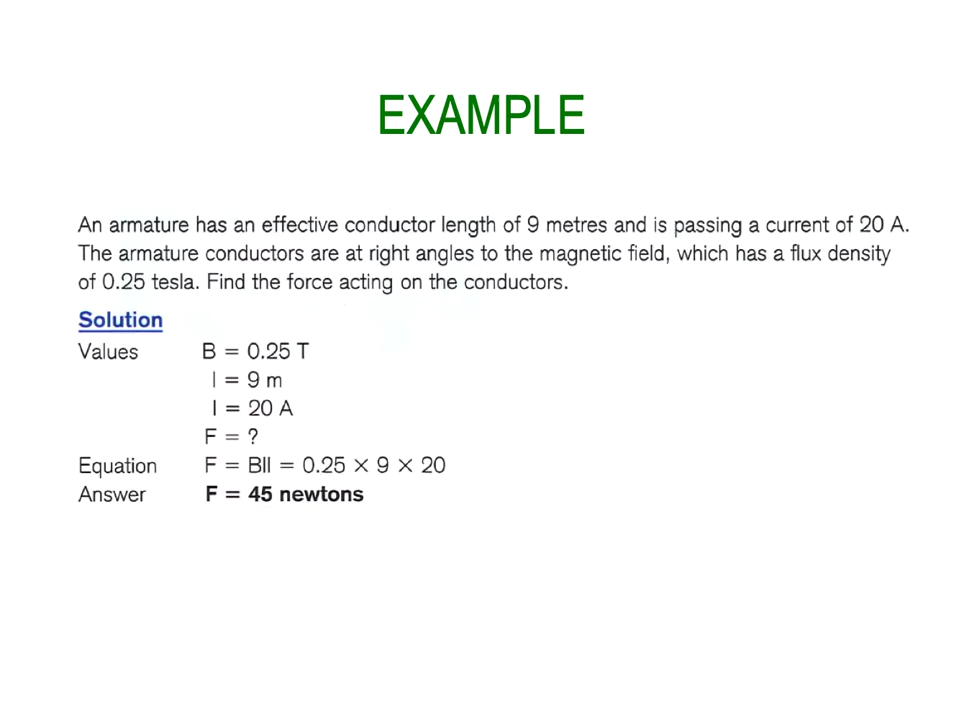 EXAMPLE
An armature has an effective conductor length of 9 metres and is passing a current of 20 A.
The armature conductors are at right angles to the magnetic field, which has a flux density
of 0.25 tesla. Find the force acting on the conductors.
Solution
Values B = 0.25 T
l = 9 m
I = 20 A
F = ?
Equation F = BlI = 0.25 × 9 × 20
Answer F = 45 newtons